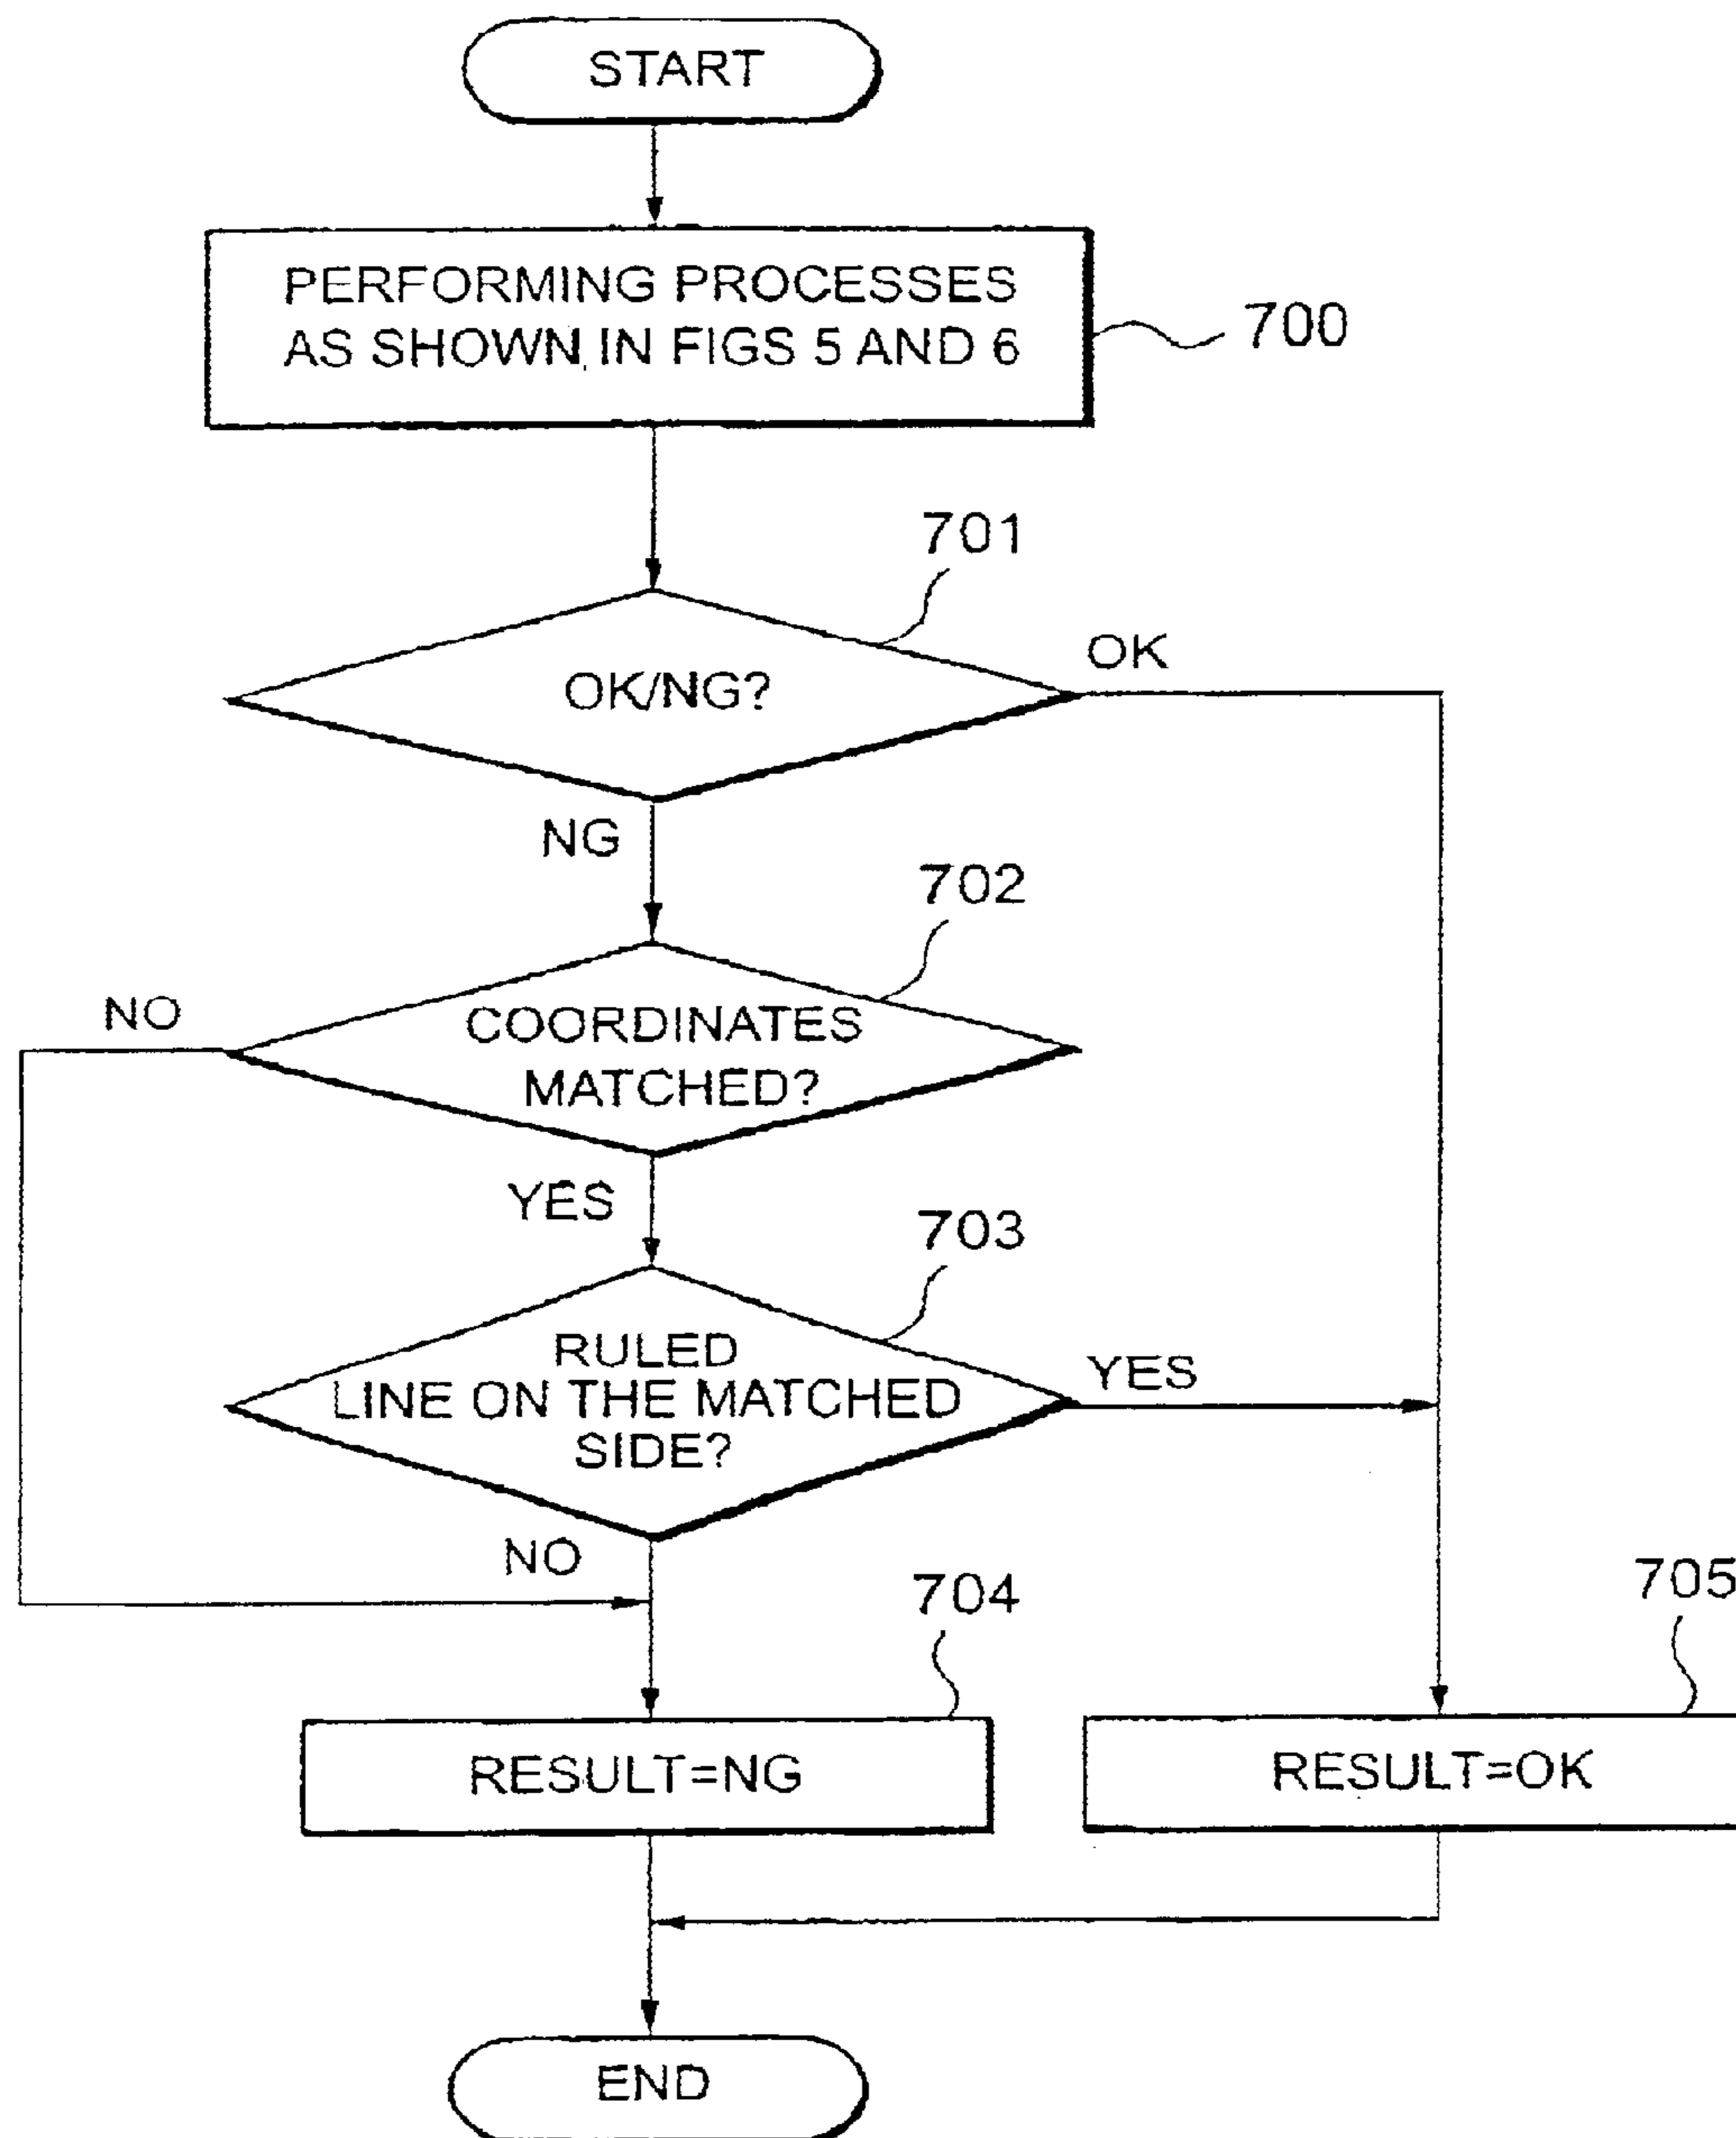 START
PERFORMING PROCESSES
AS SHOWN IN FIGS 5 AND 6
700
701
OK/NG?
OK
NG
702
NO
COORDINATES
MATCHED?
YES
703
RULED
LINE ON THE MATCHED
SIDE?
YES
NO
704
705
RESULT=NG
RESULT=OK
END